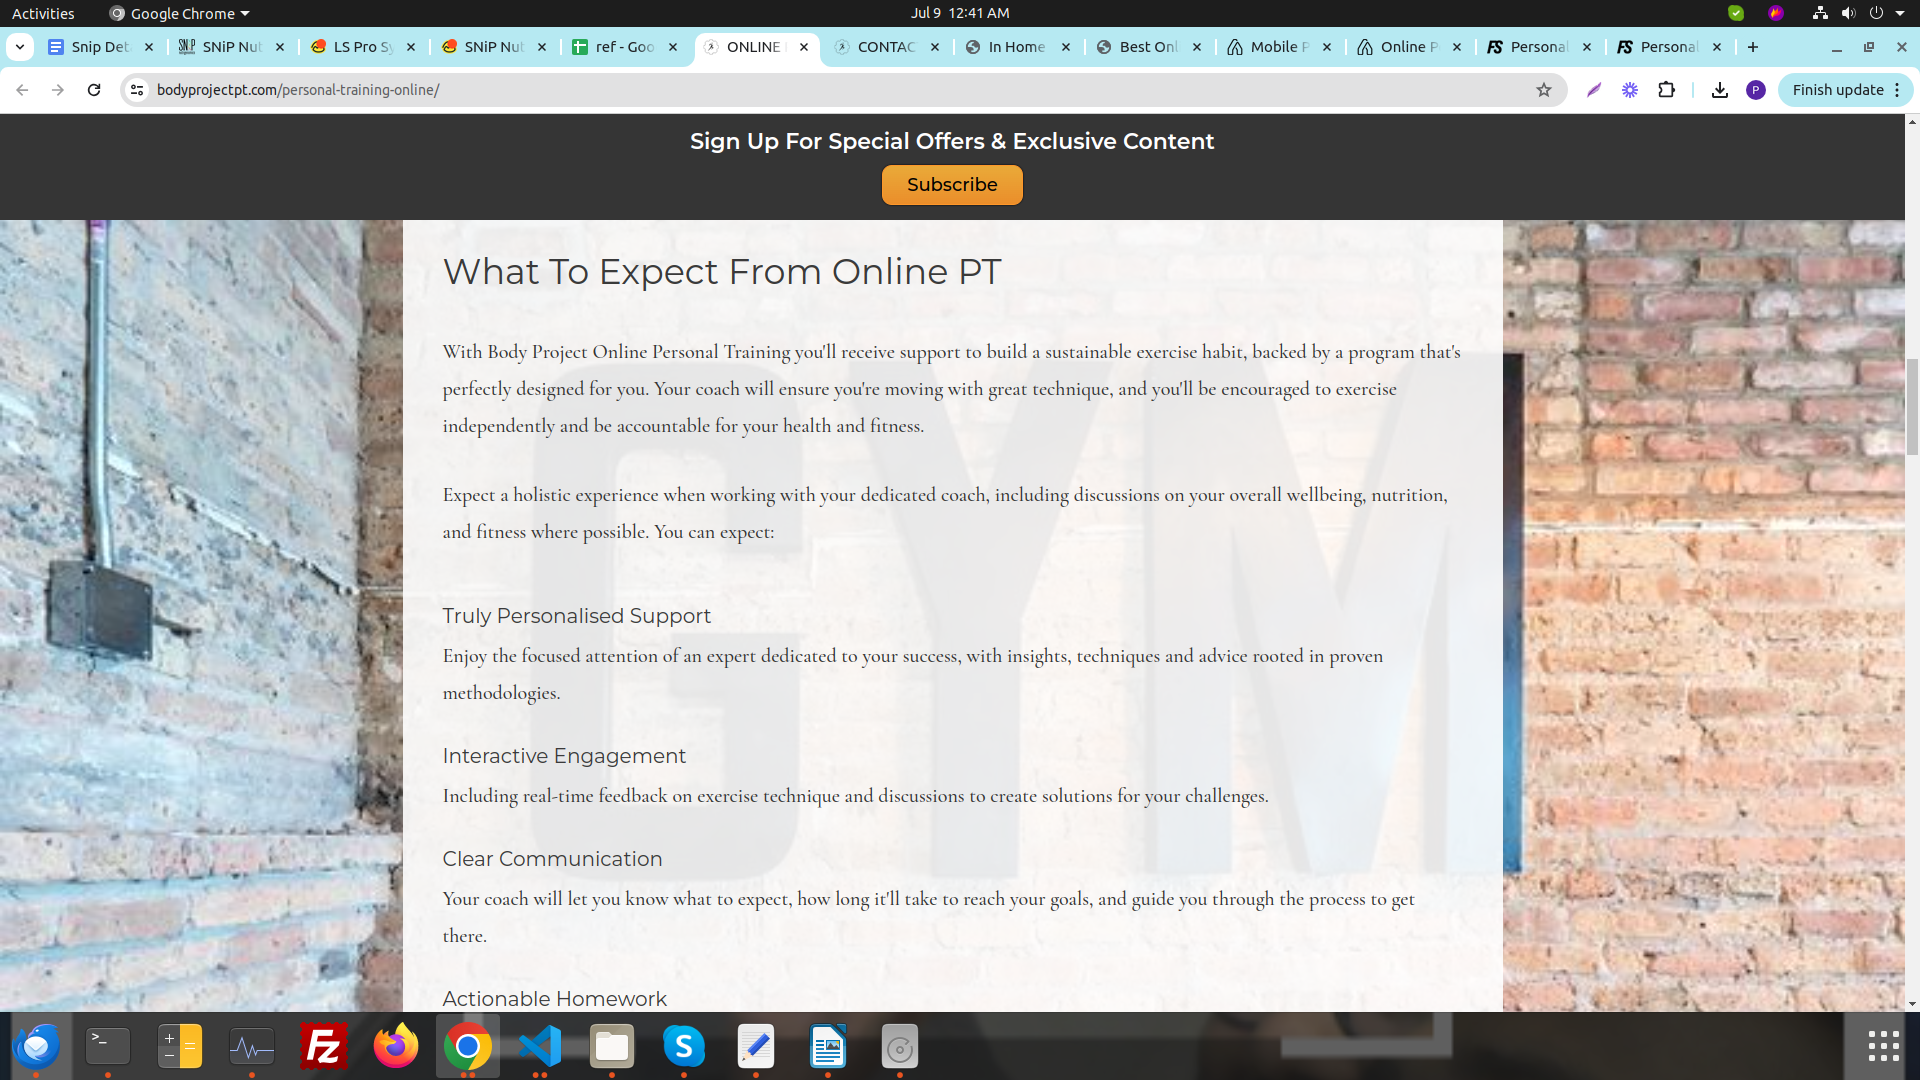 Activities
Google Chrome
Jul 9 12:41 AM
Snip Det
SNiP Nut
LS Pro Sy
SNiP Nut
ref - Goo
ONLINE
CONTAC
In Home
Best Onl
Mobile P
Online P
Personal
Personal
bodyprojectpt.com/personal-training-online/
P
Finish update
Sign Up For Special Offers & Exclusive Content
Subscribe
What To Expect From Online PT
With Body Project Online Personal Training you'll receive support to build a sustainable exercise habit, backed by a program that's
perfectly designed for you. Your coach will ensure you're moving with great technique, and you'll be encouraged to exercise
independently and be accountable for your health and fitness.
Expect a holistic experience when working with your dedicated coach, including discussions on your overall wellbeing, nutrition,
and fitness where possible. You can expect:
Truly Personalised Support
Enjoy the focused attention of an expert dedicated to your success, with insights, techniques and advice rooted in proven
methodologies.
Interactive Engagement
Including real-time feedback on exercise technique and discussions to create solutions for your challenges.
Clear Communication
Your coach will let you know what to expect, how long it'll take to reach your goals, and guide you through the process to get
there.
Actionable Homework
GYM